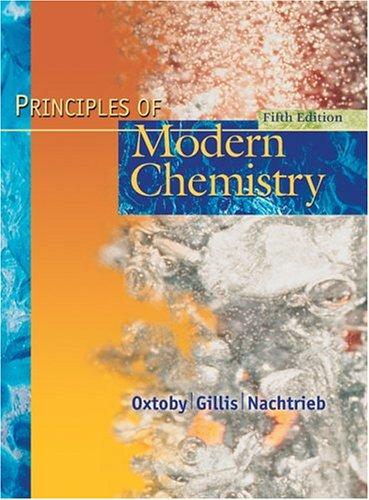 PRINCIPLES OF
Fifth Edition
Modern
Chemistry
Oxtoby|Gillis|Nachtrieb